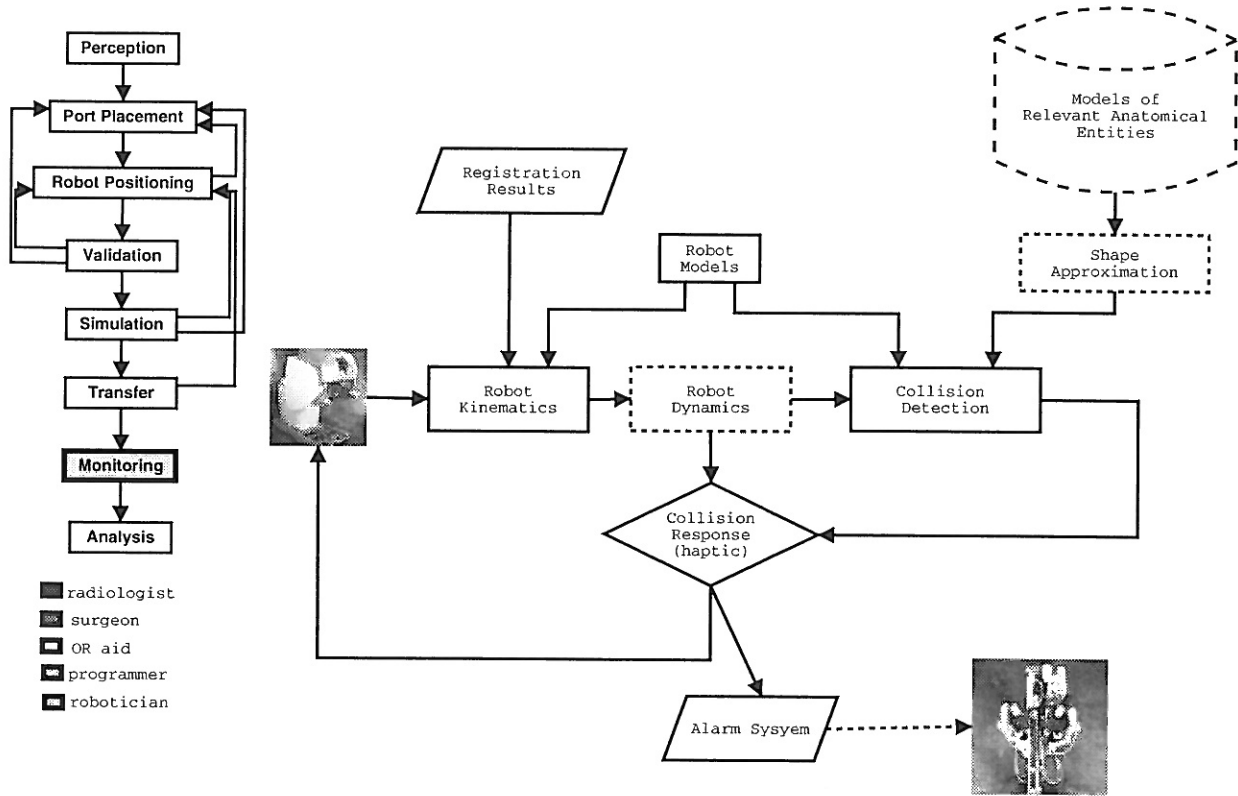 Perception
Port Placement
Robot Positioning
Validation
Simulation
Transfer
Monitoring
Analysis
radiologist
surgeon
OR aid
programmer
robotician
Registration
Results
Robot
Models
Models of
Relevant Anatomical
Entities
Shape
Approximation
Robot
Kinematics
Robot
Dynamics
Collision
Detection
Collision
Response
(haptic)
Alarm Sysyem